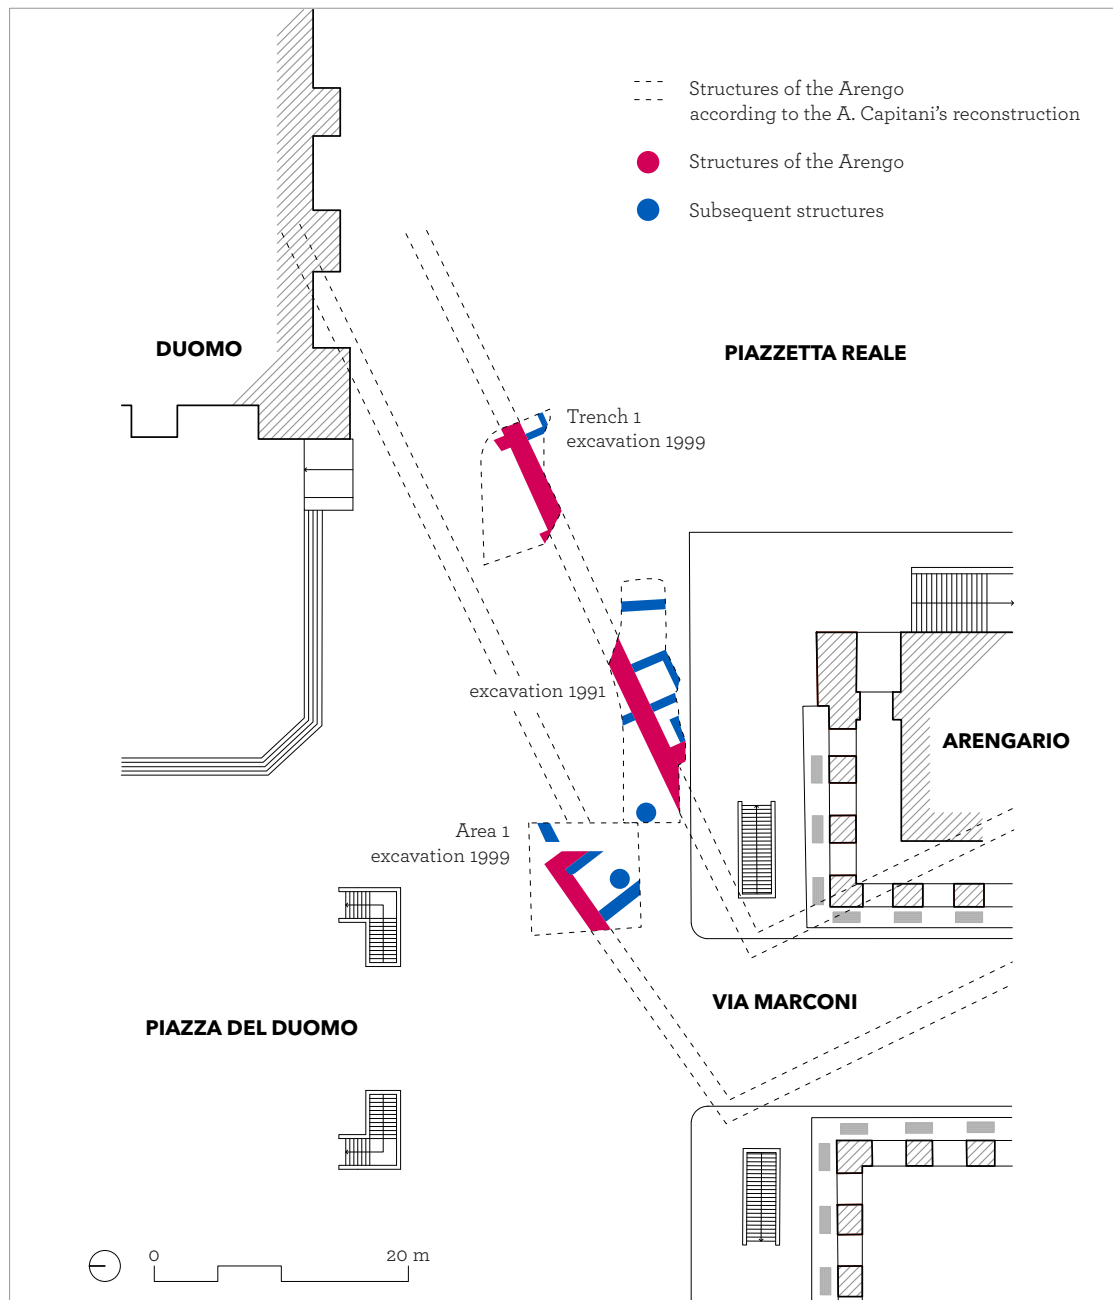 Structures of the Arengo
according to the A. Capitani's reconstruction
Structures of the Arengo
Subsequent structures
DUOMO
PIAZZETTA REALE
Trench 1
excavation 1999
excavation 1991
ARENGARIO
Area 1
excavation 1999
VIA MARCONI
PIAZZA DEL DUOMO
0
20 m